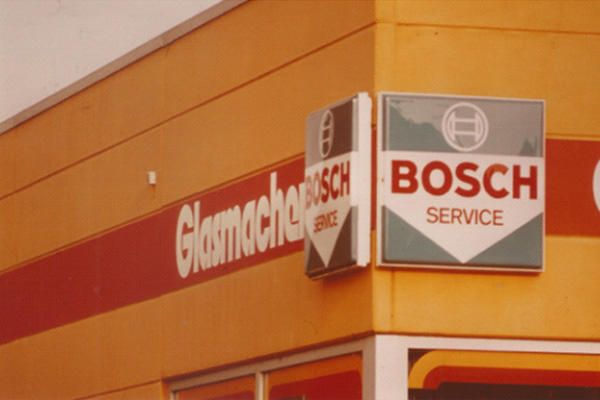 Glasmacher
BOSCH
SERVICE
BOSCH
SERVICE